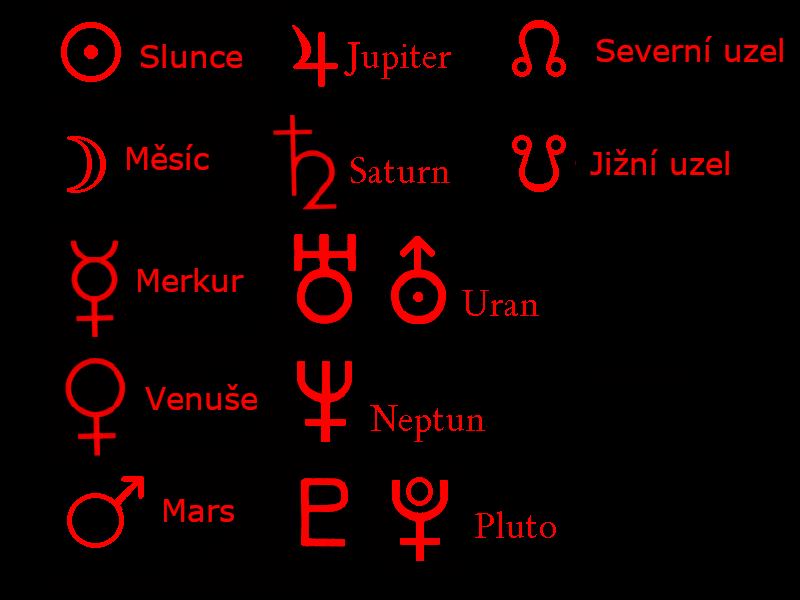 Slunce
Měsíc
Merkur
Venuše
Mars
Jupiter
Saturn
Uran
Neptun
Pluto
Severní uzel
Jižní uzel